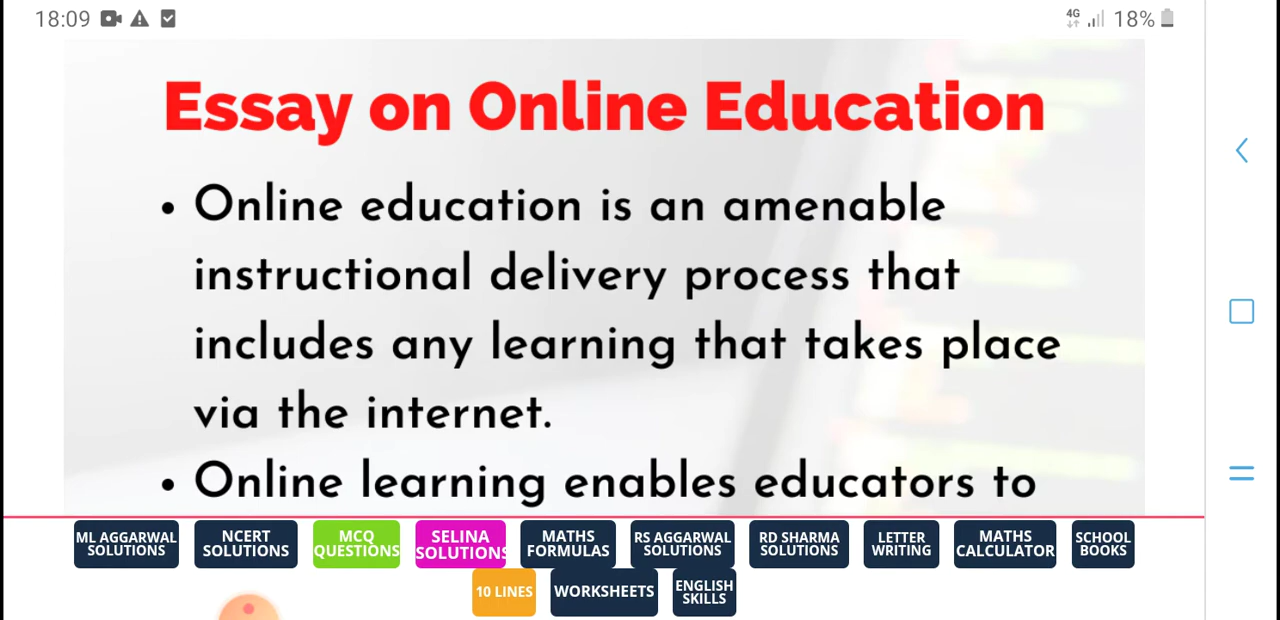 18:09
4G 18%
Essay on Online Education
• Online education is an amenable
instructional delivery process that
includes any learning that takes place
via the internet.
• Online learning enables educators to
ML AGGARWAL SOLUTIONS
NCERT SOLUTIONS
MCQ QUESTIONS
SELINA SOLUTIONS
MATHS FORMULAS
RS AGGARWAL SOLUTIONS
RD SHARMA SOLUTIONS
LETTER WRITING
MATHS CALCULATOR
SCHOOL BOOKS
10 LINES
WORKSHEETS
ENGLISH SKILLS